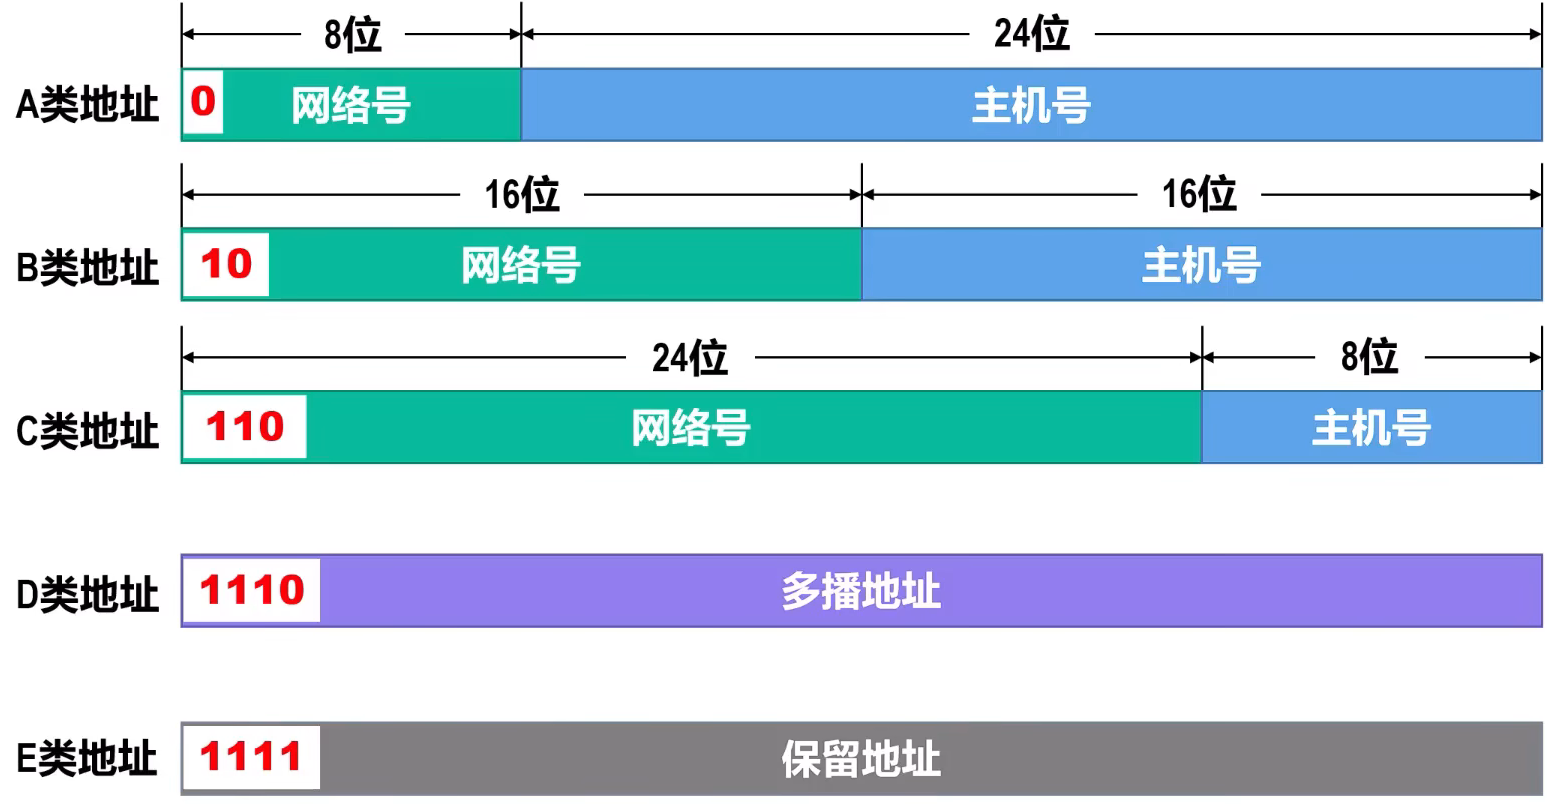 8位 24位
A类地址 0 网络号 主机号
16位 16位
B类地址 10 网络号 主机号
24位 8位
C类地址 110 网络号 主机号
D类地址 1110 多播地址
E类地址 1111 保留地址